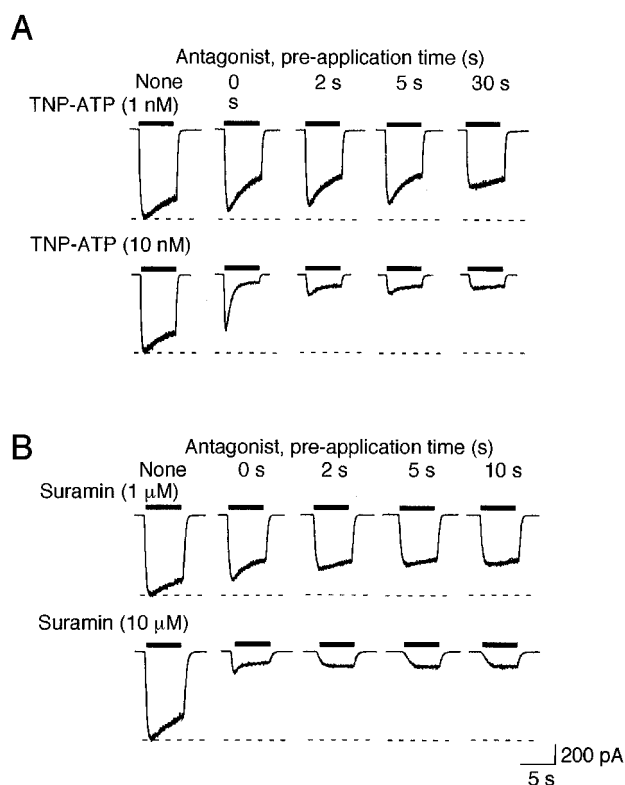 A
Antagonist, pre-application time (s)
None 0 s 2 s 5 s 30 s
TNP-ATP (1 nM)
TNP-ATP (10 nM)
B
Antagonist, pre-application time (s)
None 0 s 2 s 5 s 10 s
Suramin (1 μM)
Suramin (10 μM)
200 pA
5 s